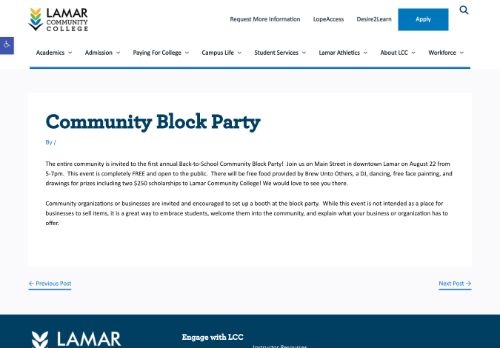 LAMAR
COMMUNITY
COLLEGE
Request More Information LopeAccess Desire2Learn Apply
Academics Admission Paying For College Campus Life Student Services Lamar Athletics About LCC Workforce
Community Block Party
By /
The entire community is invited to the first annual Back-to-School Community Block Party! Join us on Main Street in downtown Lamar on August 22 from
5-7pm. This event is completely FREE and open to the public. There will be free food provided by Brew Unto Others, a DJ, dancing, free face painting, and
drawings for prizes including two $250 scholarships to Lamar Community College! We would love to see you there.
Community organizations or businesses are invited and encouraged to set up a booth at the block party. While this event is not intended as a place for
businesses to sell items, it is a great way to embrace students, welcome them into the community, and explain what your business or organization has to
offer.
← Previous Post Next Post →
LAMAR
Engage with LCC
Instructor Resources